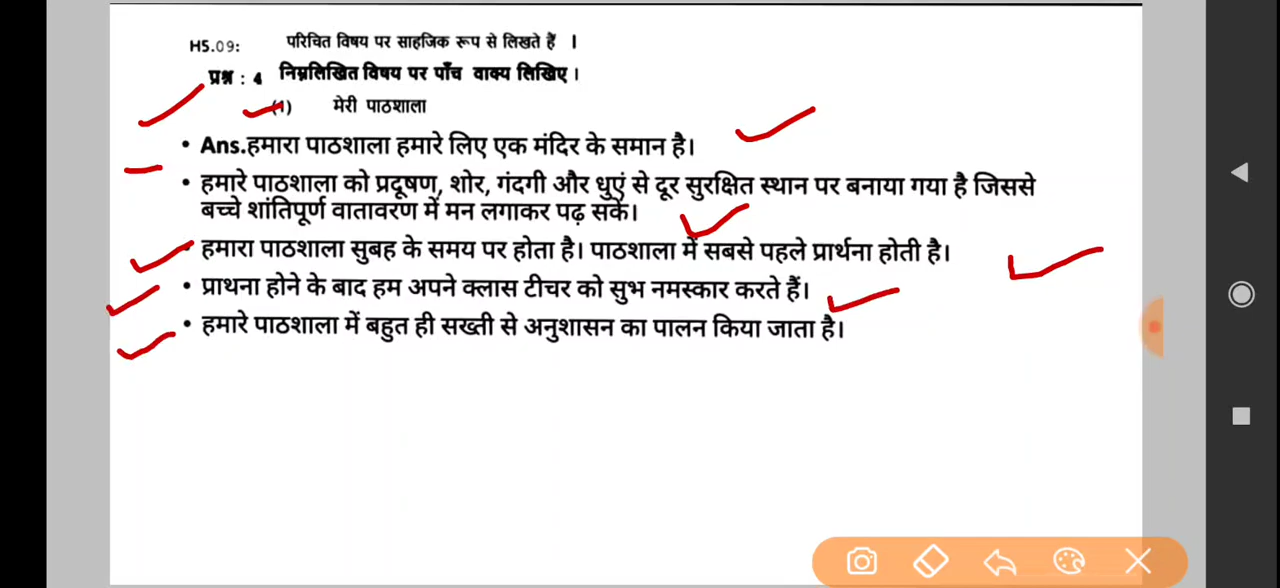 H5.09: परिचित विषय पर साहजिक रूप से लिखते हैं ।
प्रश्न : 4 निम्नलिखित विषय पर पाँच वाक्य लिखिए।
(1) मेरी पाठशाला
• Ans.हमारा पाठशाला हमारे लिए एक मंदिर के समान है।
• हमारे पाठशाला को प्रदूषण, शोर, गंदगी और धुएं से दूर सुरक्षित स्थान पर बनाया गया है जिससे
बच्चे शांतिपूर्ण वातावरण में मन लगाकर पढ़ सकें।
• हमारा पाठशाला सुबह के समय पर होता है। पाठशाला में सबसे पहले प्रार्थना होती है।
• प्राथना होने के बाद हम अपने क्लास टीचर को सुभ नमस्कार करते हैं।
• हमारे पाठशाला में बहुत ही सख्ती से अनुशासन का पालन किया जाता है।